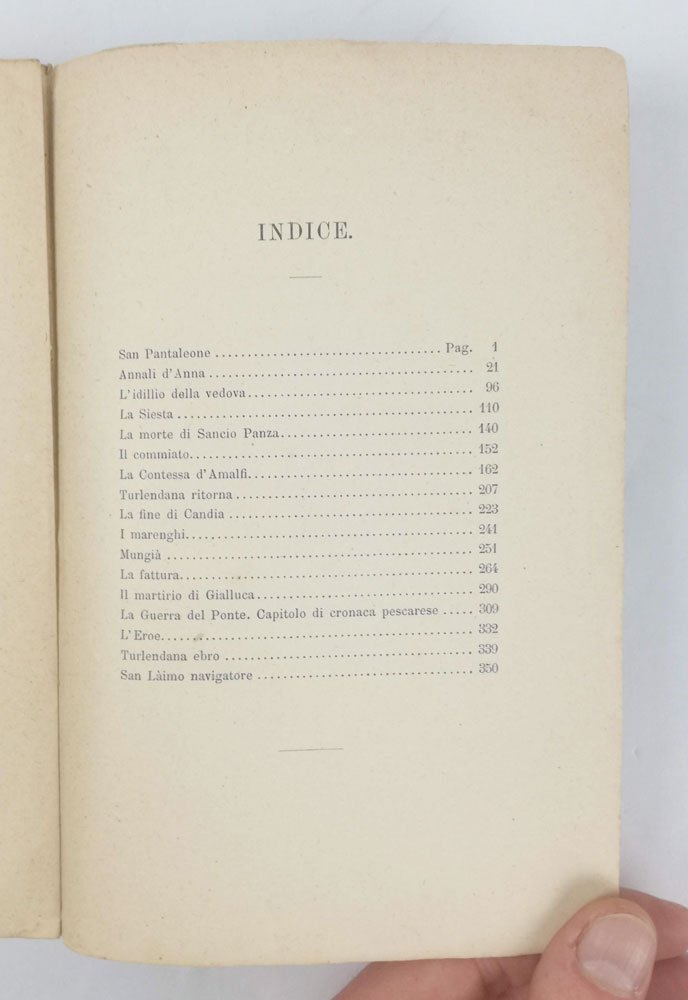 INDICE.
San Pantaleone .................................... Pag. 1
Annali d'Anna .......................................... 21
L'idillio della vedova.................................... 96
La Siesta ............................................... 110
La morte di Sancio Panza............................... 140
Il commiato............................................. 152
La Contessa d'Amalfi.................................... 162
Turlendana ritorna ...................................... 207
La fine di Candia ....................................... 223
I marenghi.............................................. 241
Mungià ................................................. 251
La fattura............................................... 264
Il martirio di Gialluca................................... 290
La Guerra del Ponte. Capitolo di cronaca pescarese ..... 309
L'Eroe................................................... 332
Turlendana ebro ........................................ 339
San Làimo navigatore ................................... 350